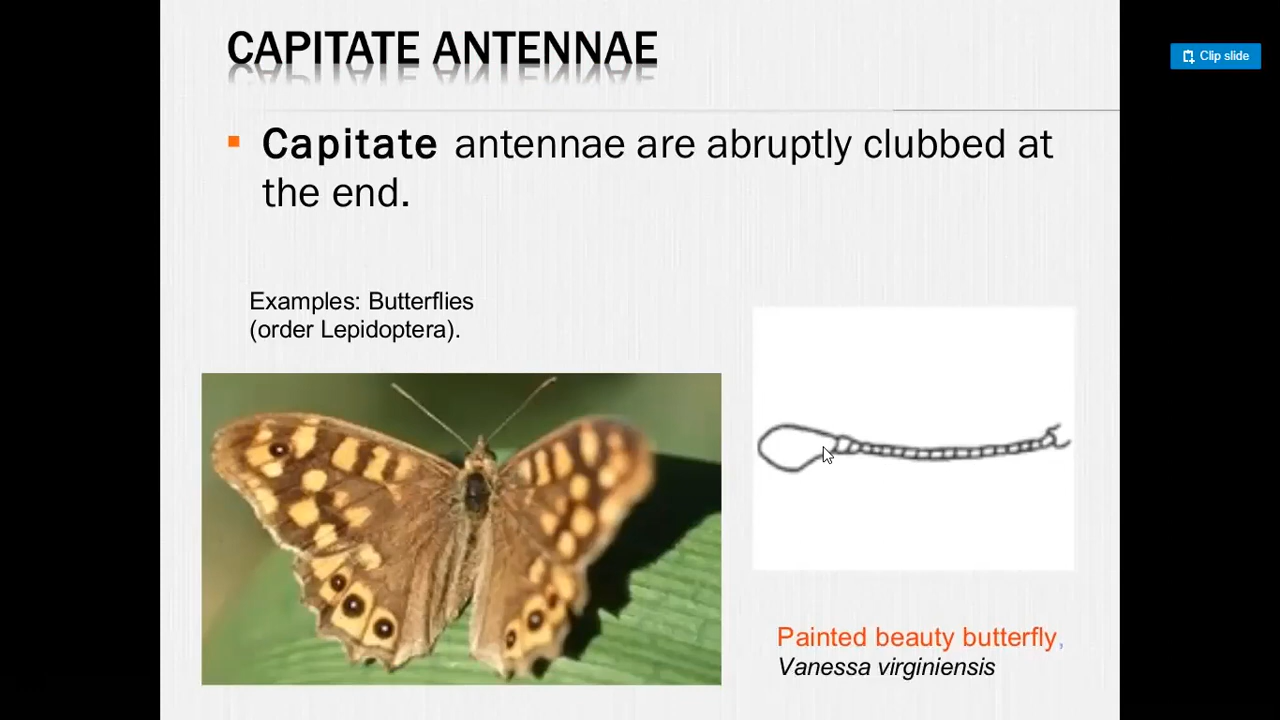 CAPITATE ANTENNAE
Clip slide
Capitate antennae are abruptly clubbed at
the end.
Examples: Butterflies
(order Lepidoptera).
Painted beauty butterfly,
Vanessa virginiensis